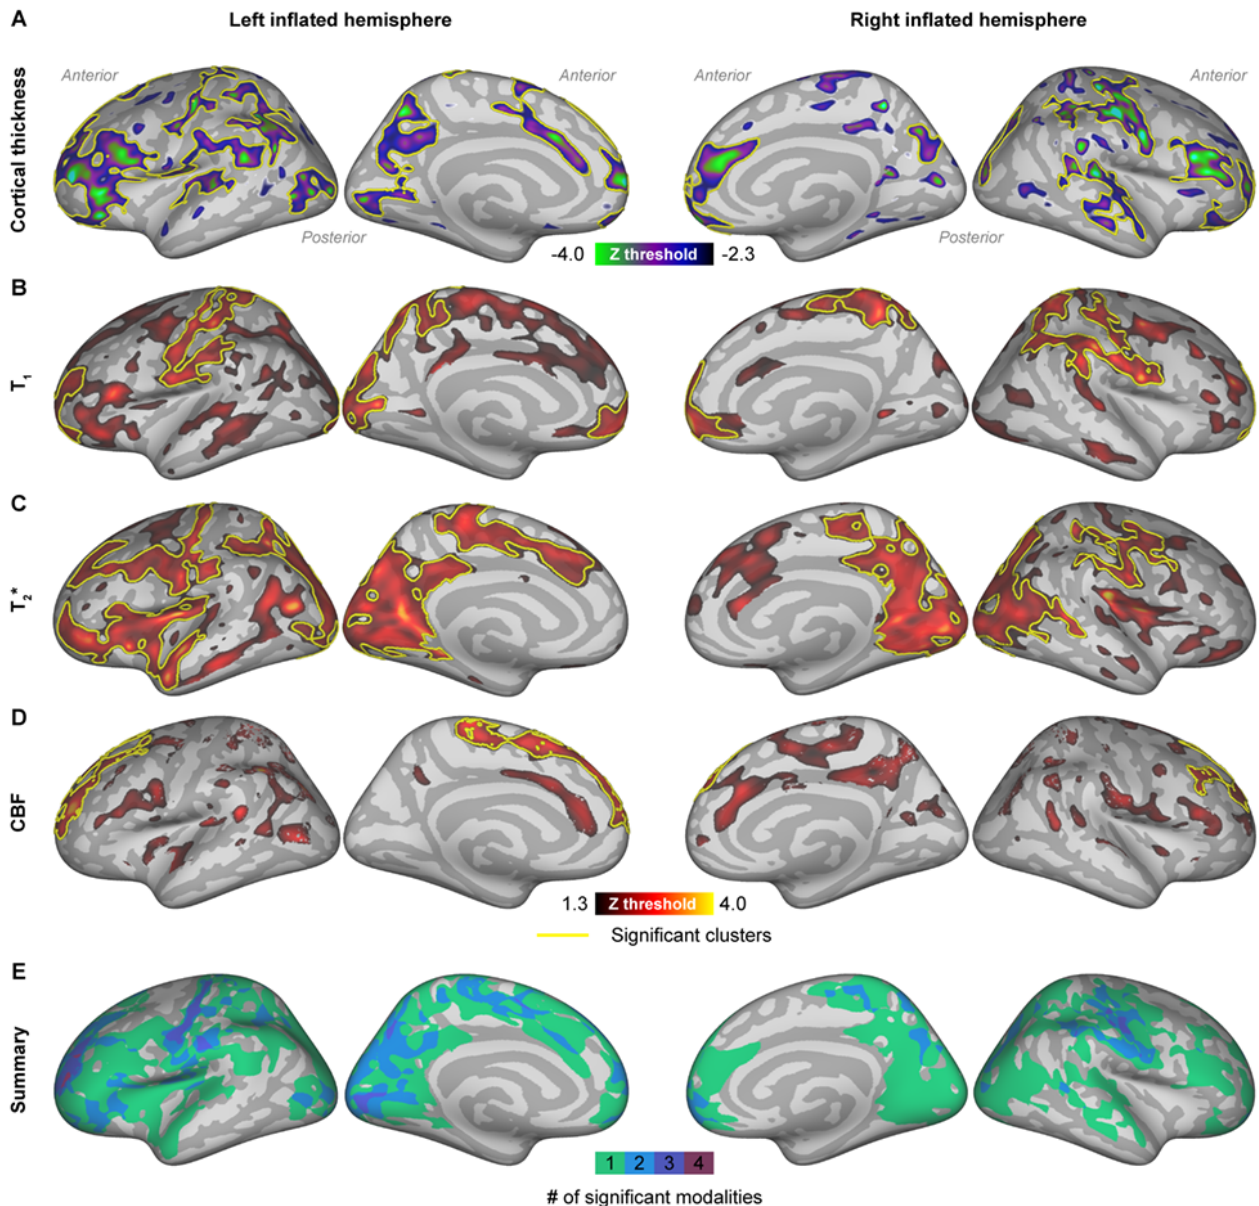 A
Left inflated hemisphere
Right inflated hemisphere
Cortical thickness
Anterior
Anterior
Anterior
Anterior
Posterior
Posterior
-4.0 Z threshold -2.3
B
T1
C
T2*
D
CBF
1.3 Z threshold 4.0
Significant clusters
E
Summary
1 2 3 4
# of significant modalities